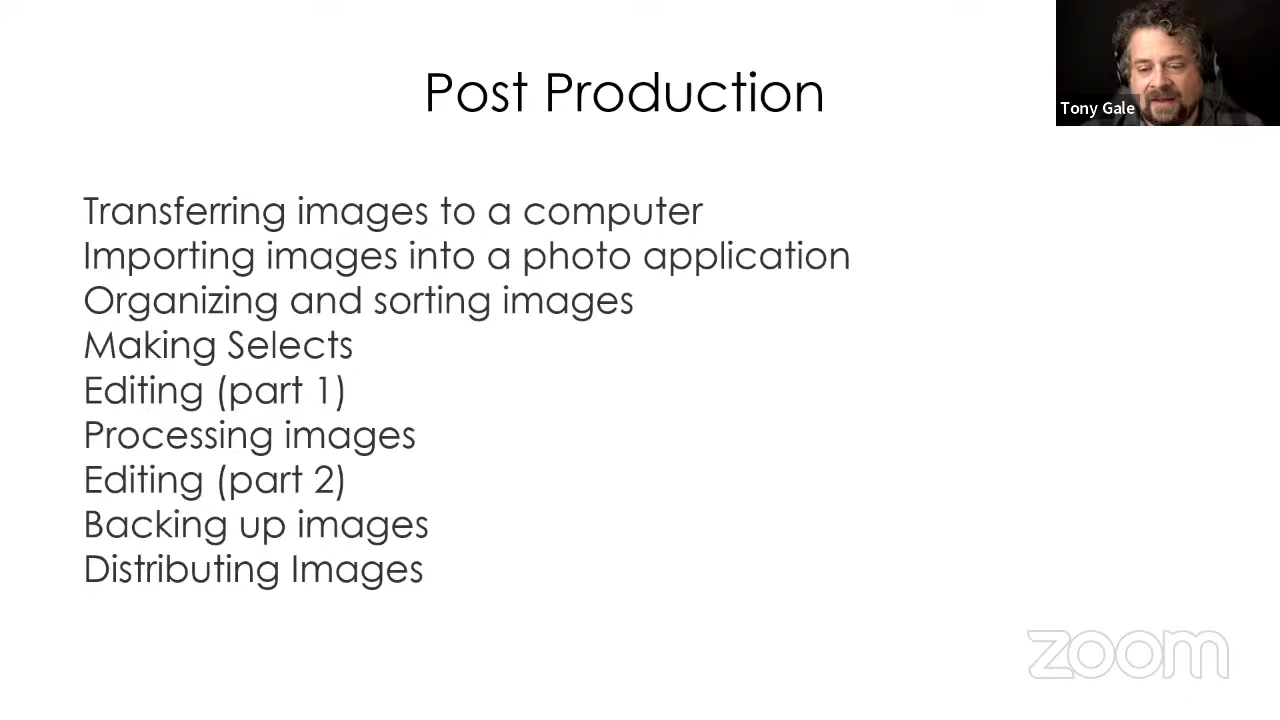 Post Production
Tony Gale
Transferring images to a computer
Importing images into a photo application
Organizing and sorting images
Making Selects
Editing (part 1)
Processing images
Editing (part 2)
Backing up images
Distributing Images
zoom